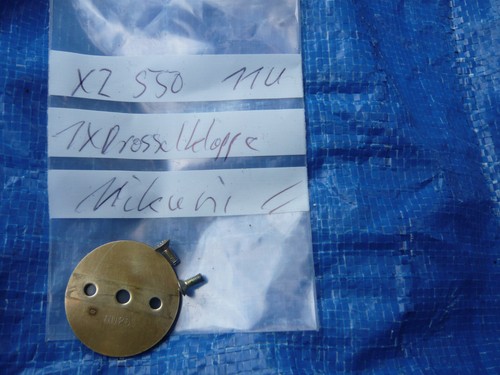 XZ 550 11U
1X Drosselklappe
Mikuni